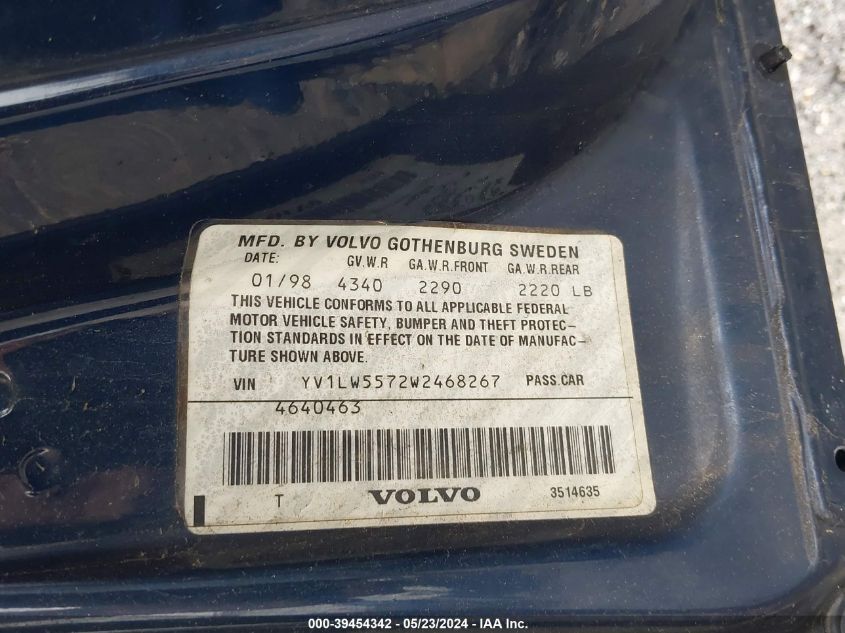 MFD. BY VOLVO GOTHENBURG SWEDEN
DATE: GV.W.R GA.W.R.FRONT GA.W.R.REAR
01/98 4340 2290 2220 LB
THIS VEHICLE CONFORMS TO ALL APPLICABLE FEDERAL
MOTOR VEHICLE SAFETY, BUMPER AND THEFT PROTEC-
TION STANDARDS IN EFFECT ON THE DATE OF MANUFAC-
TURE SHOWN ABOVE.
VIN YV1LW5572W2468267 PASS.CAR
4640463
T VOLVO 3514635
000-39454342 / 05/23/2024 - IAA Inc.